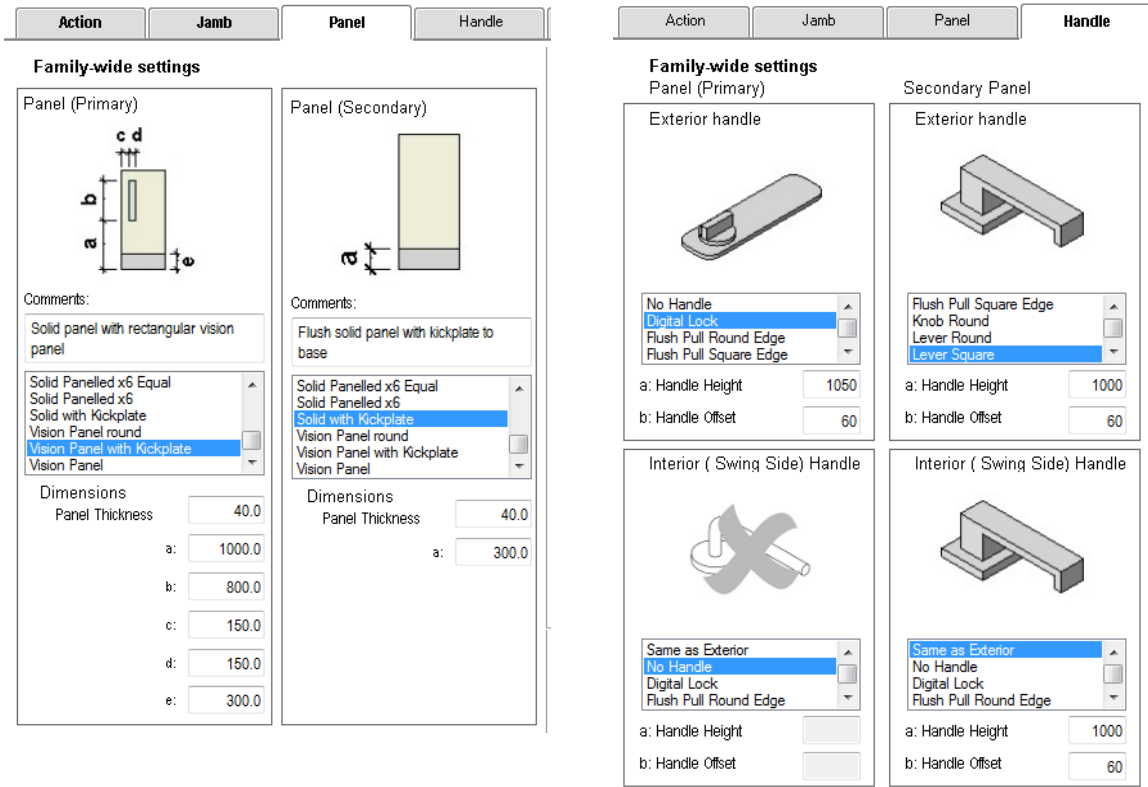 Action Jamb Panel Handle
Family-wide settings
Panel (Primary)
c d
b
a
e
Comments:
Solid panel with rectangular vision
panel
Solid Panelled x6 Equal
Solid Panelled x6
Solid with Kickplate
Vision Panel round
Vision Panel with Kickplate
Vision Panel
Dimensions
Panel Thickness 40.0
a: 1000.0
b: 800.0
c: 150.0
d: 150.0
e: 300.0
Panel (Secondary)
a
Comments:
Flush solid panel with kickplate to
base
Solid Panelled x6 Equal
Solid Panelled x6
Solid with Kickplate
Vision Panel round
Vision Panel with Kickplate
Vision Panel
Dimensions
Panel Thickness 40.0
a: 300.0
Action Jamb Panel Handle
Family-wide settings
Panel (Primary)
Exterior handle
No Handle
Digital Lock
Flush Pull Round Edge
Flush Pull Square Edge
a: Handle Height 1050
b: Handle Offset 60
Interior ( Swing Side) Handle
Same as Exterior
No Handle
Digital Lock
Flush Pull Round Edge
a: Handle Height
b: Handle Offset
Secondary Panel
Exterior handle
Flush Pull Square Edge
Knob Round
Lever Round
Lever Square
a: Handle Height 1000
b: Handle Offset 60
Interior ( Swing Side) Handle
Same as Exterior
No Handle
Digital Lock
Flush Pull Round Edge
a: Handle Height 1000
b: Handle Offset 60